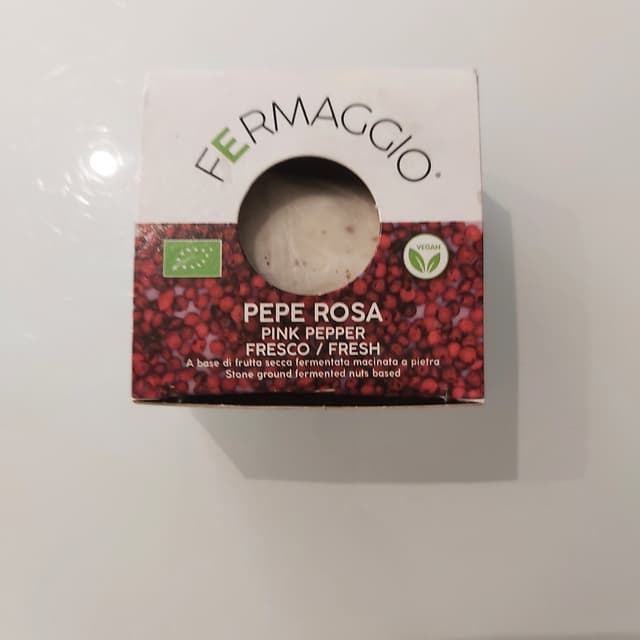 FERMAGGIO®
VEGAN
PEPE ROSA
PINK PEPPER
FRESCO / FRESH
A base di frutta secca fermentata macinata a pietra
Stone ground fermented nuts based